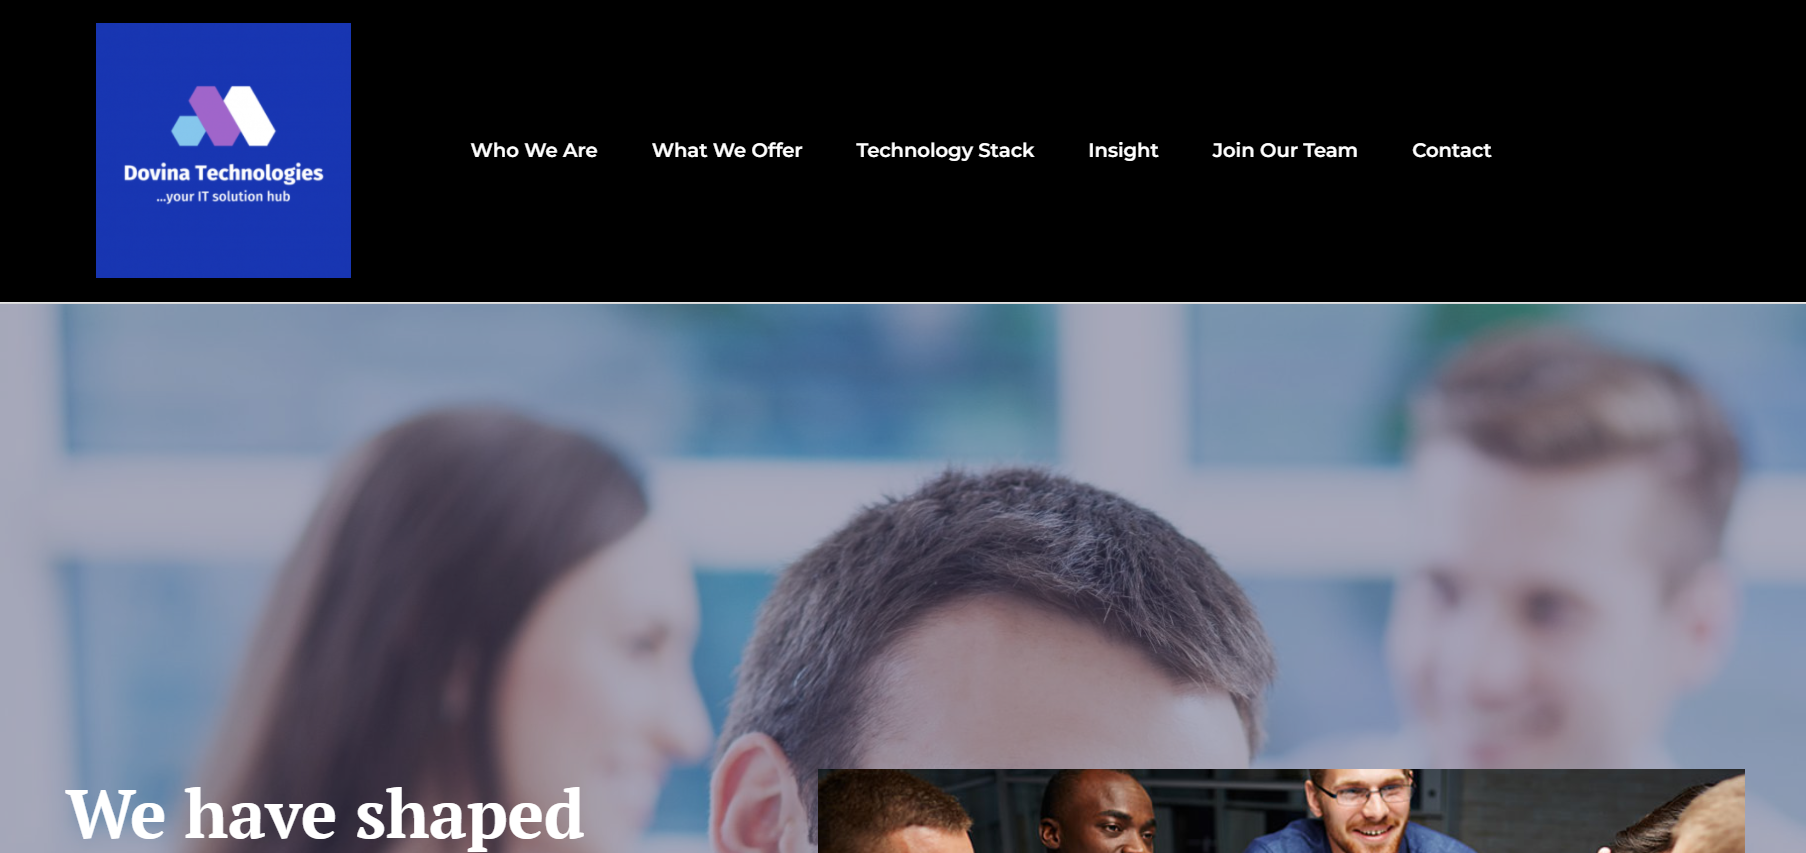 Dovina Technologies
...your IT solution hub
Who We Are What We Offer Technology Stack Insight Join Our Team Contact
We have shaped